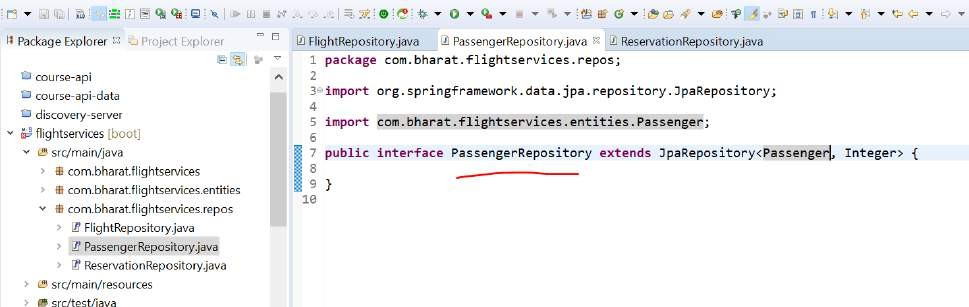 Package Explorer
Project Explorer
course-api
course-api-data
discovery-server
flightservices [boot]
src/main/java
com.bharat.flightservices
com.bharat.flightservices.entities
com.bharat.flightservices.repos
FlightRepository.java
PassengerRepository.java
ReservationRepository.java
src/main/resources
src/test/java
FlightRepository.java
PassengerRepository.java
ReservationRepository.java
1 package com.bharat.flightservices.repos;
2
3 import org.springframework.data.jpa.repository.JpaRepository;
4
5 import com.bharat.flightservices.entities.Passenger;
6
7 public interface PassengerRepository extends JpaRepository<Passenger, Integer> {
8
9 }
10